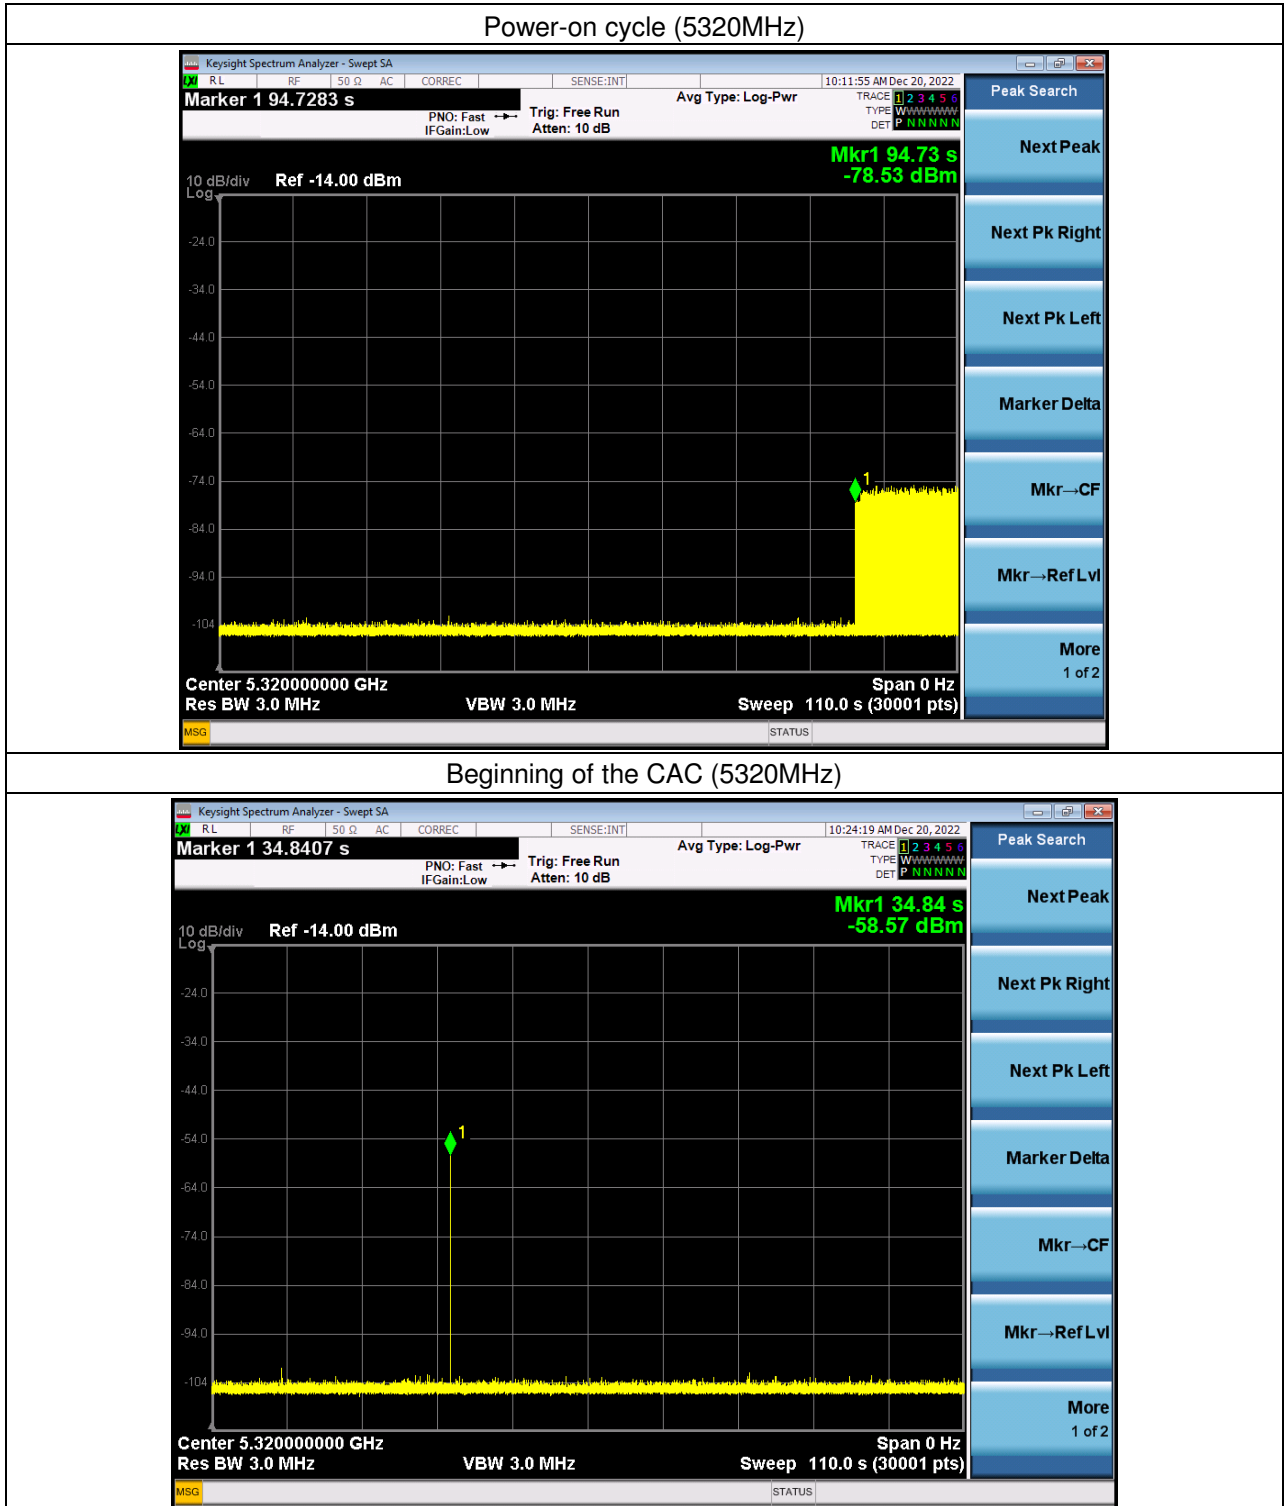 Power-on cycle (5320MHz)
Keysight Spectrum Analyzer - Swept SA
LXI RL RF 50 Ω AC CORREC SENSE:INT 10:11:55 AM Dec 20, 2022
Marker 1 94.7283 s
PNO: Fast
IFGain:Low
Trig: Free Run
Atten: 10 dB
Avg Type: Log-Pwr
TRACE 1 2 3 4 5 6
TYPE WWWWWW
DET P N N N N N
Peak Search
Next Peak
Mkr1 94.73 s
-78.53 dBm
10 dB/div Ref -14.00 dBm
Log
Next Pk Right
-24.0
-34.0
Next Pk Left
-44.0
-54.0
Marker Delta
-64.0
-74.0
1
Mkr→CF
-84.0
-94.0
Mkr→Ref Lvl
-104
More
1 of 2
Center 5.320000000 GHz Span 0 Hz
Res BW 3.0 MHz VBW 3.0 MHz Sweep 110.0 s (30001 pts)
MSG STATUS
Beginning of the CAC (5320MHz)
Keysight Spectrum Analyzer - Swept SA
LXI RL RF 50 Ω AC CORREC SENSE:INT 10:24:19 AM Dec 20, 2022
Marker 1 34.8407 s
PNO: Fast
IFGain:Low
Trig: Free Run
Atten: 10 dB
Avg Type: Log-Pwr
TRACE 1 2 3 4 5 6
TYPE WWWWWW
DET P N N N N N
Peak Search
Next Peak
Mkr1 34.84 s
-58.57 dBm
10 dB/div Ref -14.00 dBm
Log
Next Pk Right
-24.0
-34.0
Next Pk Left
-44.0
-54.0
1
Marker Delta
-64.0
-74.0
Mkr→CF
-84.0
-94.0
Mkr→Ref Lvl
-104
More
1 of 2
Center 5.320000000 GHz Span 0 Hz
Res BW 3.0 MHz VBW 3.0 MHz Sweep 110.0 s (30001 pts)
MSG STATUS